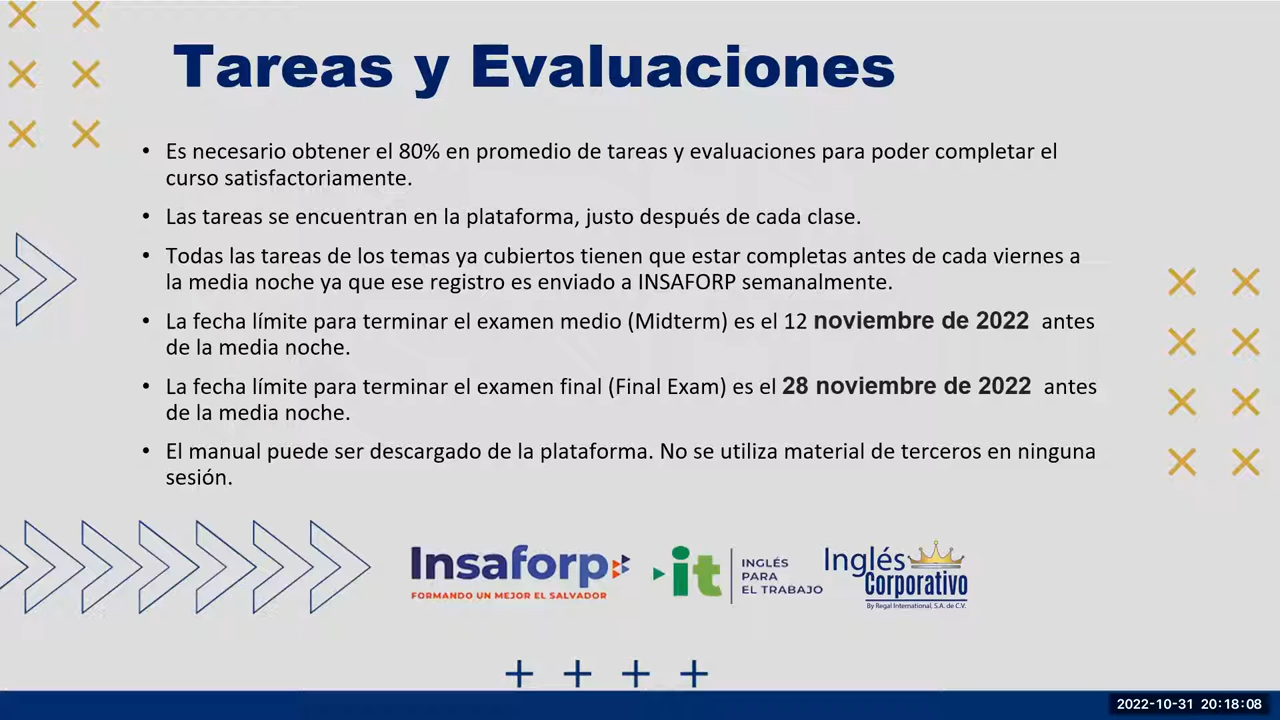 Tareas y Evaluaciones
• Es necesario obtener el 80% en promedio de tareas y evaluaciones para poder completar el
curso satisfactoriamente.
• Las tareas se encuentran en la plataforma, justo después de cada clase.
• Todas las tareas de los temas ya cubiertos tienen que estar completas antes de cada viernes a
la media noche ya que ese registro es enviado a INSAFORP semanalmente.
• La fecha límite para terminar el examen medio (Midterm) es el 12 noviembre de 2022 antes
de la media noche.
• La fecha límite para terminar el examen final (Final Exam) es el 28 noviembre de 2022 antes
de la media noche.
• El manual puede ser descargado de la plataforma. No se utiliza material de terceros en ninguna
sesión.
Insaforp
FORMANDO UN MEJOR EL SALVADOR
it
INGLÉS
PARA
EL TRABAJO
Inglés
Corporativo
By Regal International, S.A. de C.V.
2022-10-31 20:18:08